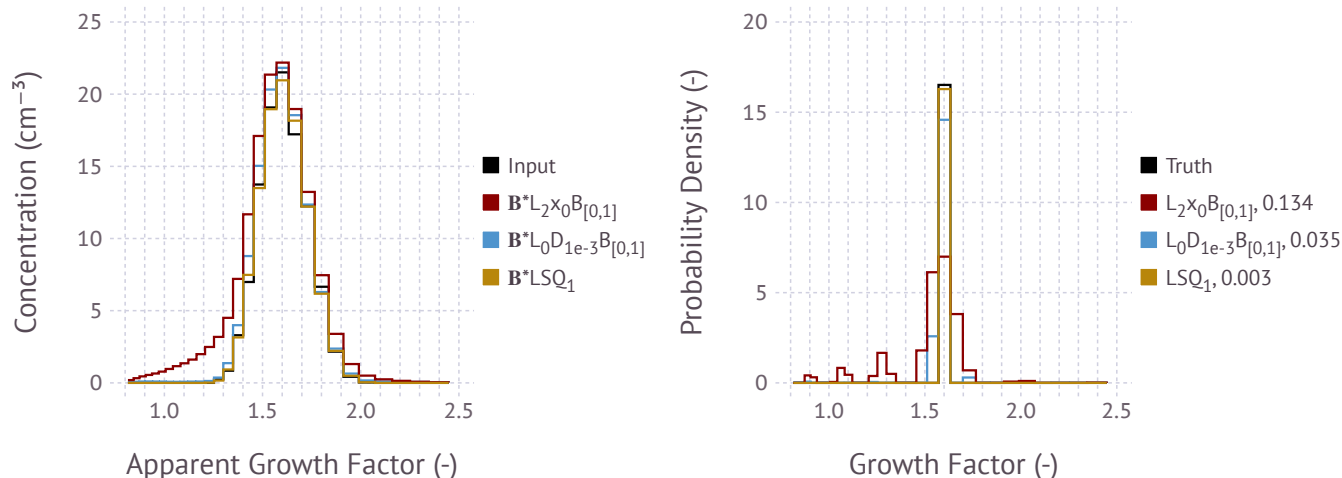 25
20
15
10
5
0
Concentration (cm⁻³)
1.0 1.5 2.0 2.5
Apparent Growth Factor (-)
Input
B*L₂x₀B[0,1]
B*L₀D1e-3B[0,1]
B*LSQ₁
20
15
10
5
0
Probability Density (-)
1.0 1.5 2.0 2.5
Growth Factor (-)
Truth
L₂x₀B[0,1], 0.134
L₀D1e-3B[0,1], 0.035
LSQ₁, 0.003